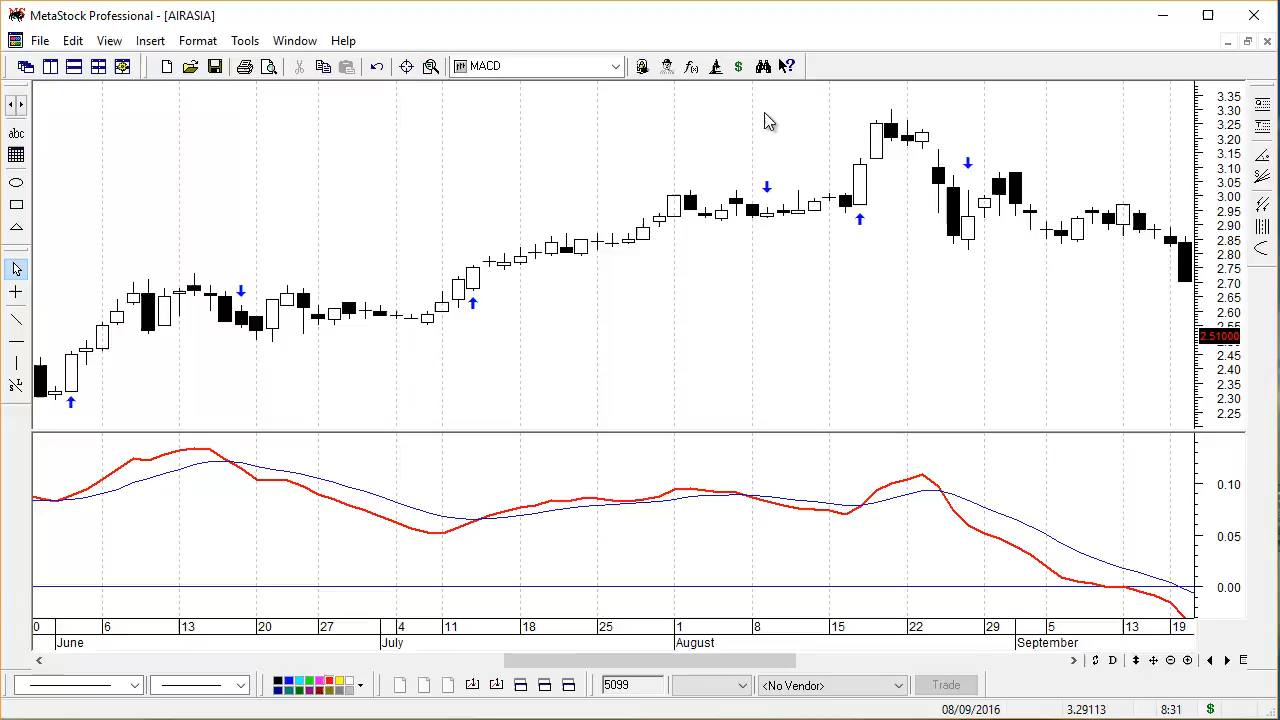 MetaStock Professional - [AIRASIA]
File Edit View Insert Format Tools Window Help
MACD
abc
3.35
3.30
3.25
3.20
3.15
3.10
3.05
3.00
2.95
2.90
2.85
2.80
2.75
2.70
2.65
2.60
2.55
2.51000
2.45
2.40
2.35
2.30
2.25
0.10
0.05
0.00
0 6 13 20 27 4 11 18 25 1 8 15 22 29 5 13 19
June July August September
D
5099 <No Vendor> Trade
08/09/2016 3.29113 8:31 $